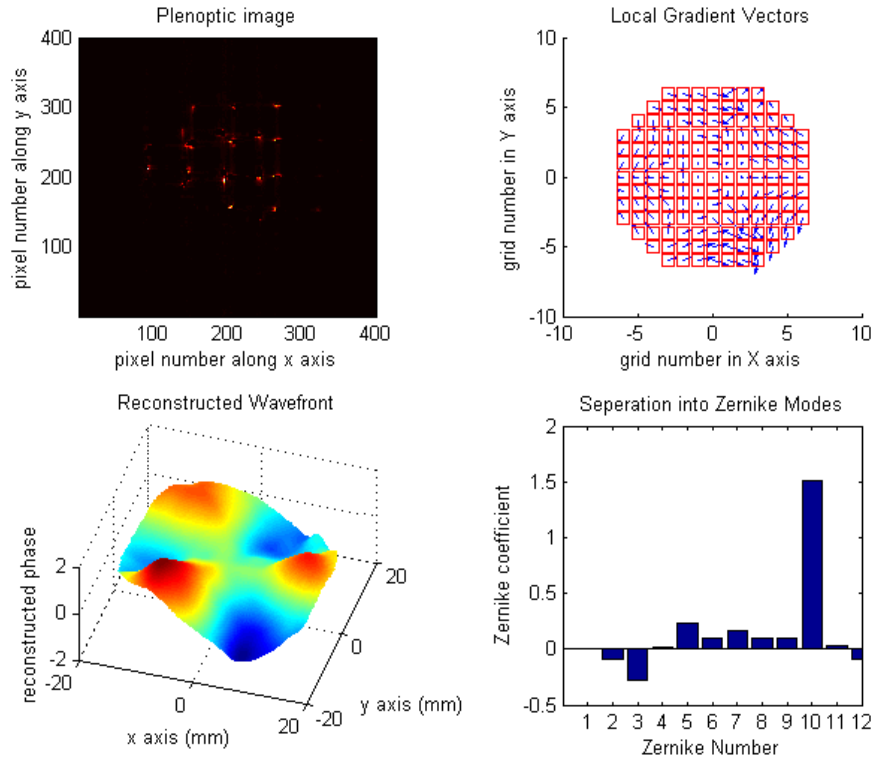 Plenoptic image
400
300
200
100
100 200 300 400
pixel number along x axis
pixel number along y axis
Local Gradient Vectors
10
5
0
-5
-10
-10 -5 0 5 10
grid number in X axis
grid number in Y axis
Reconstructed Wavefront
2
0
-2
-20
0
20
-20
0
20
reconstructed phase
x axis (mm)
y axis (mm)
Seperation into Zernike Modes
2
1.5
1
0.5
0
-0.5
1 2 3 4 5 6 7 8 9 10 11 12
Zernike Number
Zernike coefficient